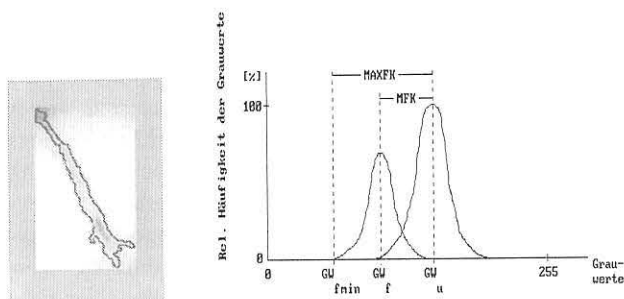 Rel. Häufigkeit der Grauwerte
[%]
MAXFK
MFK
100
0
0 GW GW GW 255 Grau-
fmin f u werte